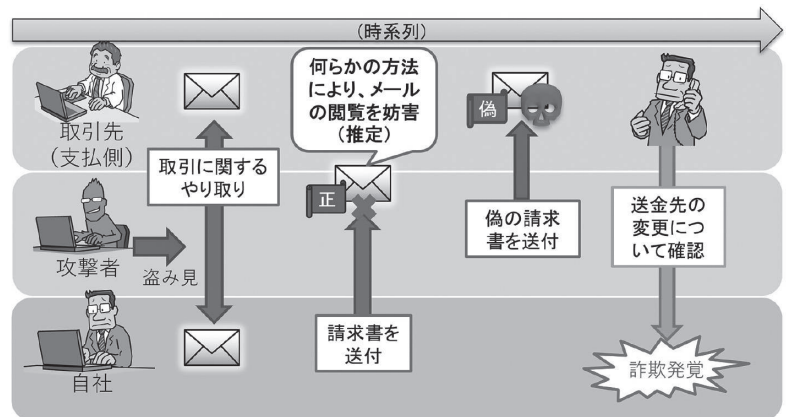 (時系列)
取引先
(支払側)
取引に関する
やり取り
何らかの方法
により、メール
の閲覧を妨害
(推定)
正
偽
偽の請求
書を送付
送金先の
変更につ
いて確認
攻撃者
盗み見
請求書を
送付
自社
詐欺発覚